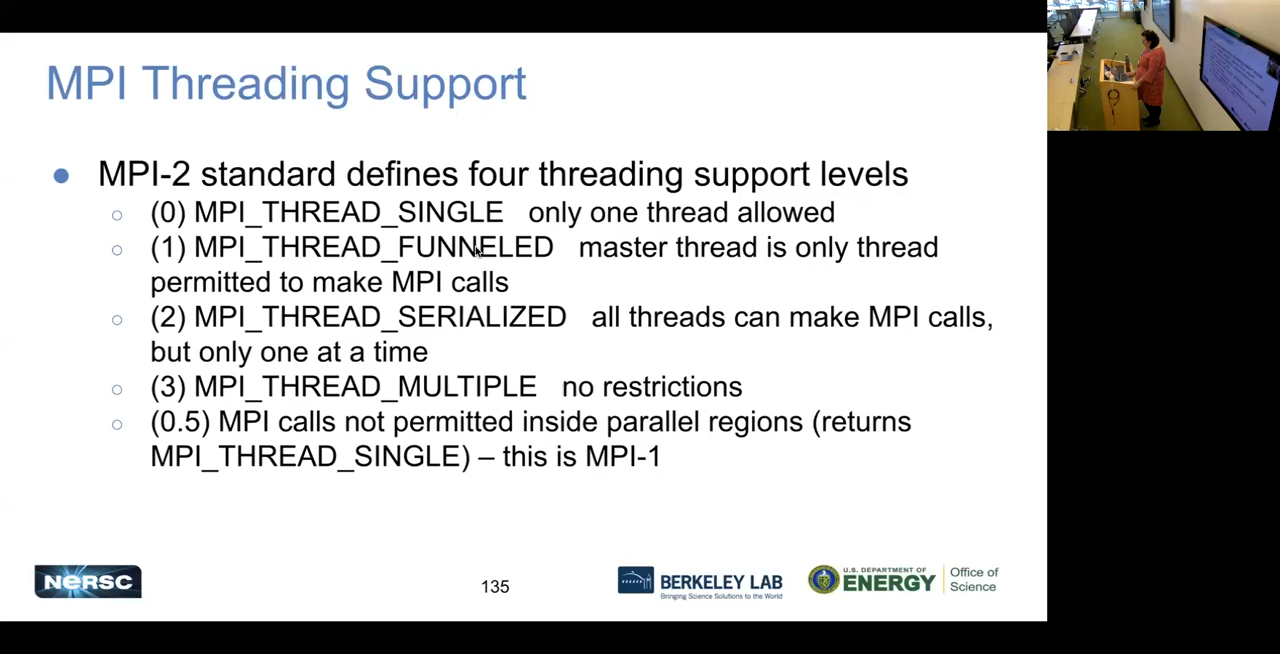 MPI Threading Support
● MPI-2 standard defines four threading support levels
○ (0) MPI_THREAD_SINGLE only one thread allowed
○ (1) MPI_THREAD_FUNNELED master thread is only thread
permitted to make MPI calls
○ (2) MPI_THREAD_SERIALIZED all threads can make MPI calls,
but only one at a time
○ (3) MPI_THREAD_MULTIPLE no restrictions
○ (0.5) MPI calls not permitted inside parallel regions (returns
MPI_THREAD_SINGLE) – this is MPI-1
NERSC
135
BERKELEY LAB
Bringing Science Solutions to the World
U.S. DEPARTMENT OF
ENERGY
Office of
Science